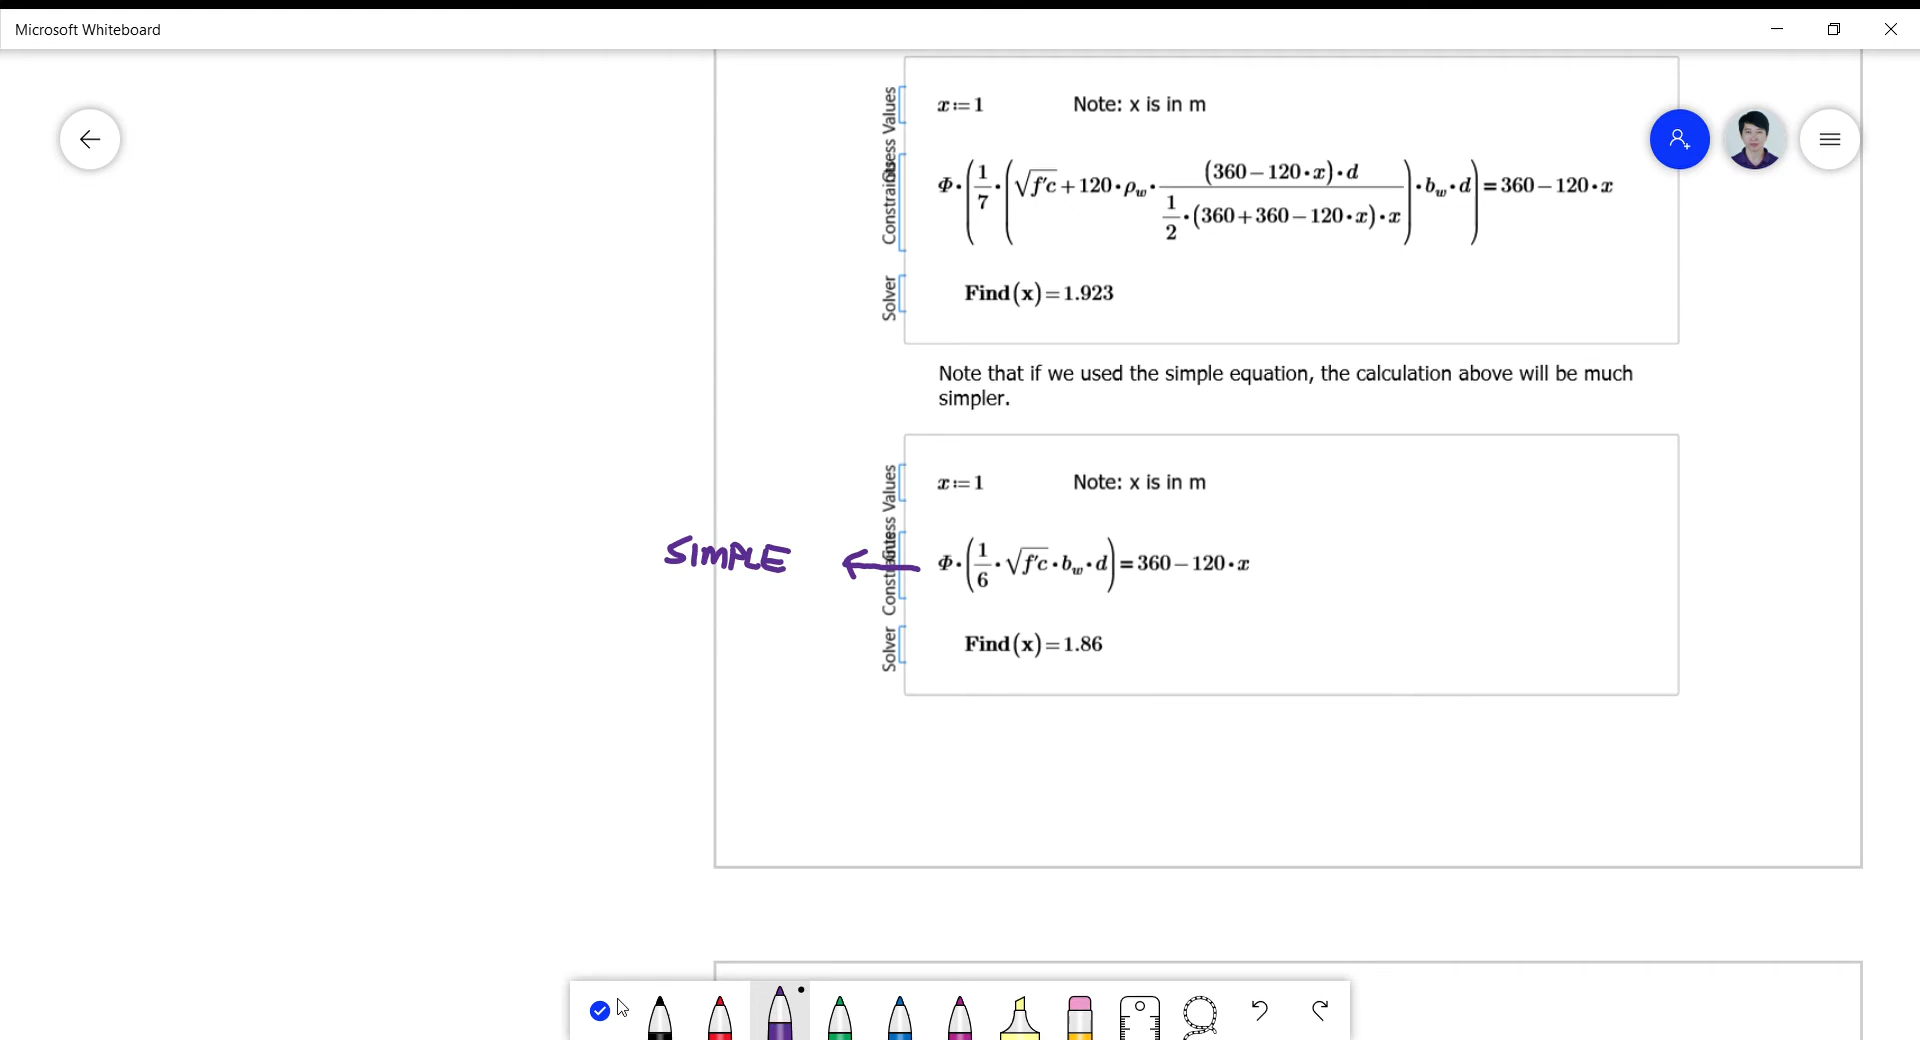 Microsoft Whiteboard
Guess Values
x:=1 Note: x is in m
Constraints
Φ·(1/7·(√f'c+120·ρw·((360−120·x)·d)/(1/2·(360+360−120·x)·x))·bw·d)=360−120·x
Solver
Find(x)=1.923
Note that if we used the simple equation, the calculation above will be much
simpler.
Guess Values
x:=1 Note: x is in m
SIMPLE ←
Constraints
Φ·(1/6·√f'c·bw·d)=360−120·x
Solver
Find(x)=1.86